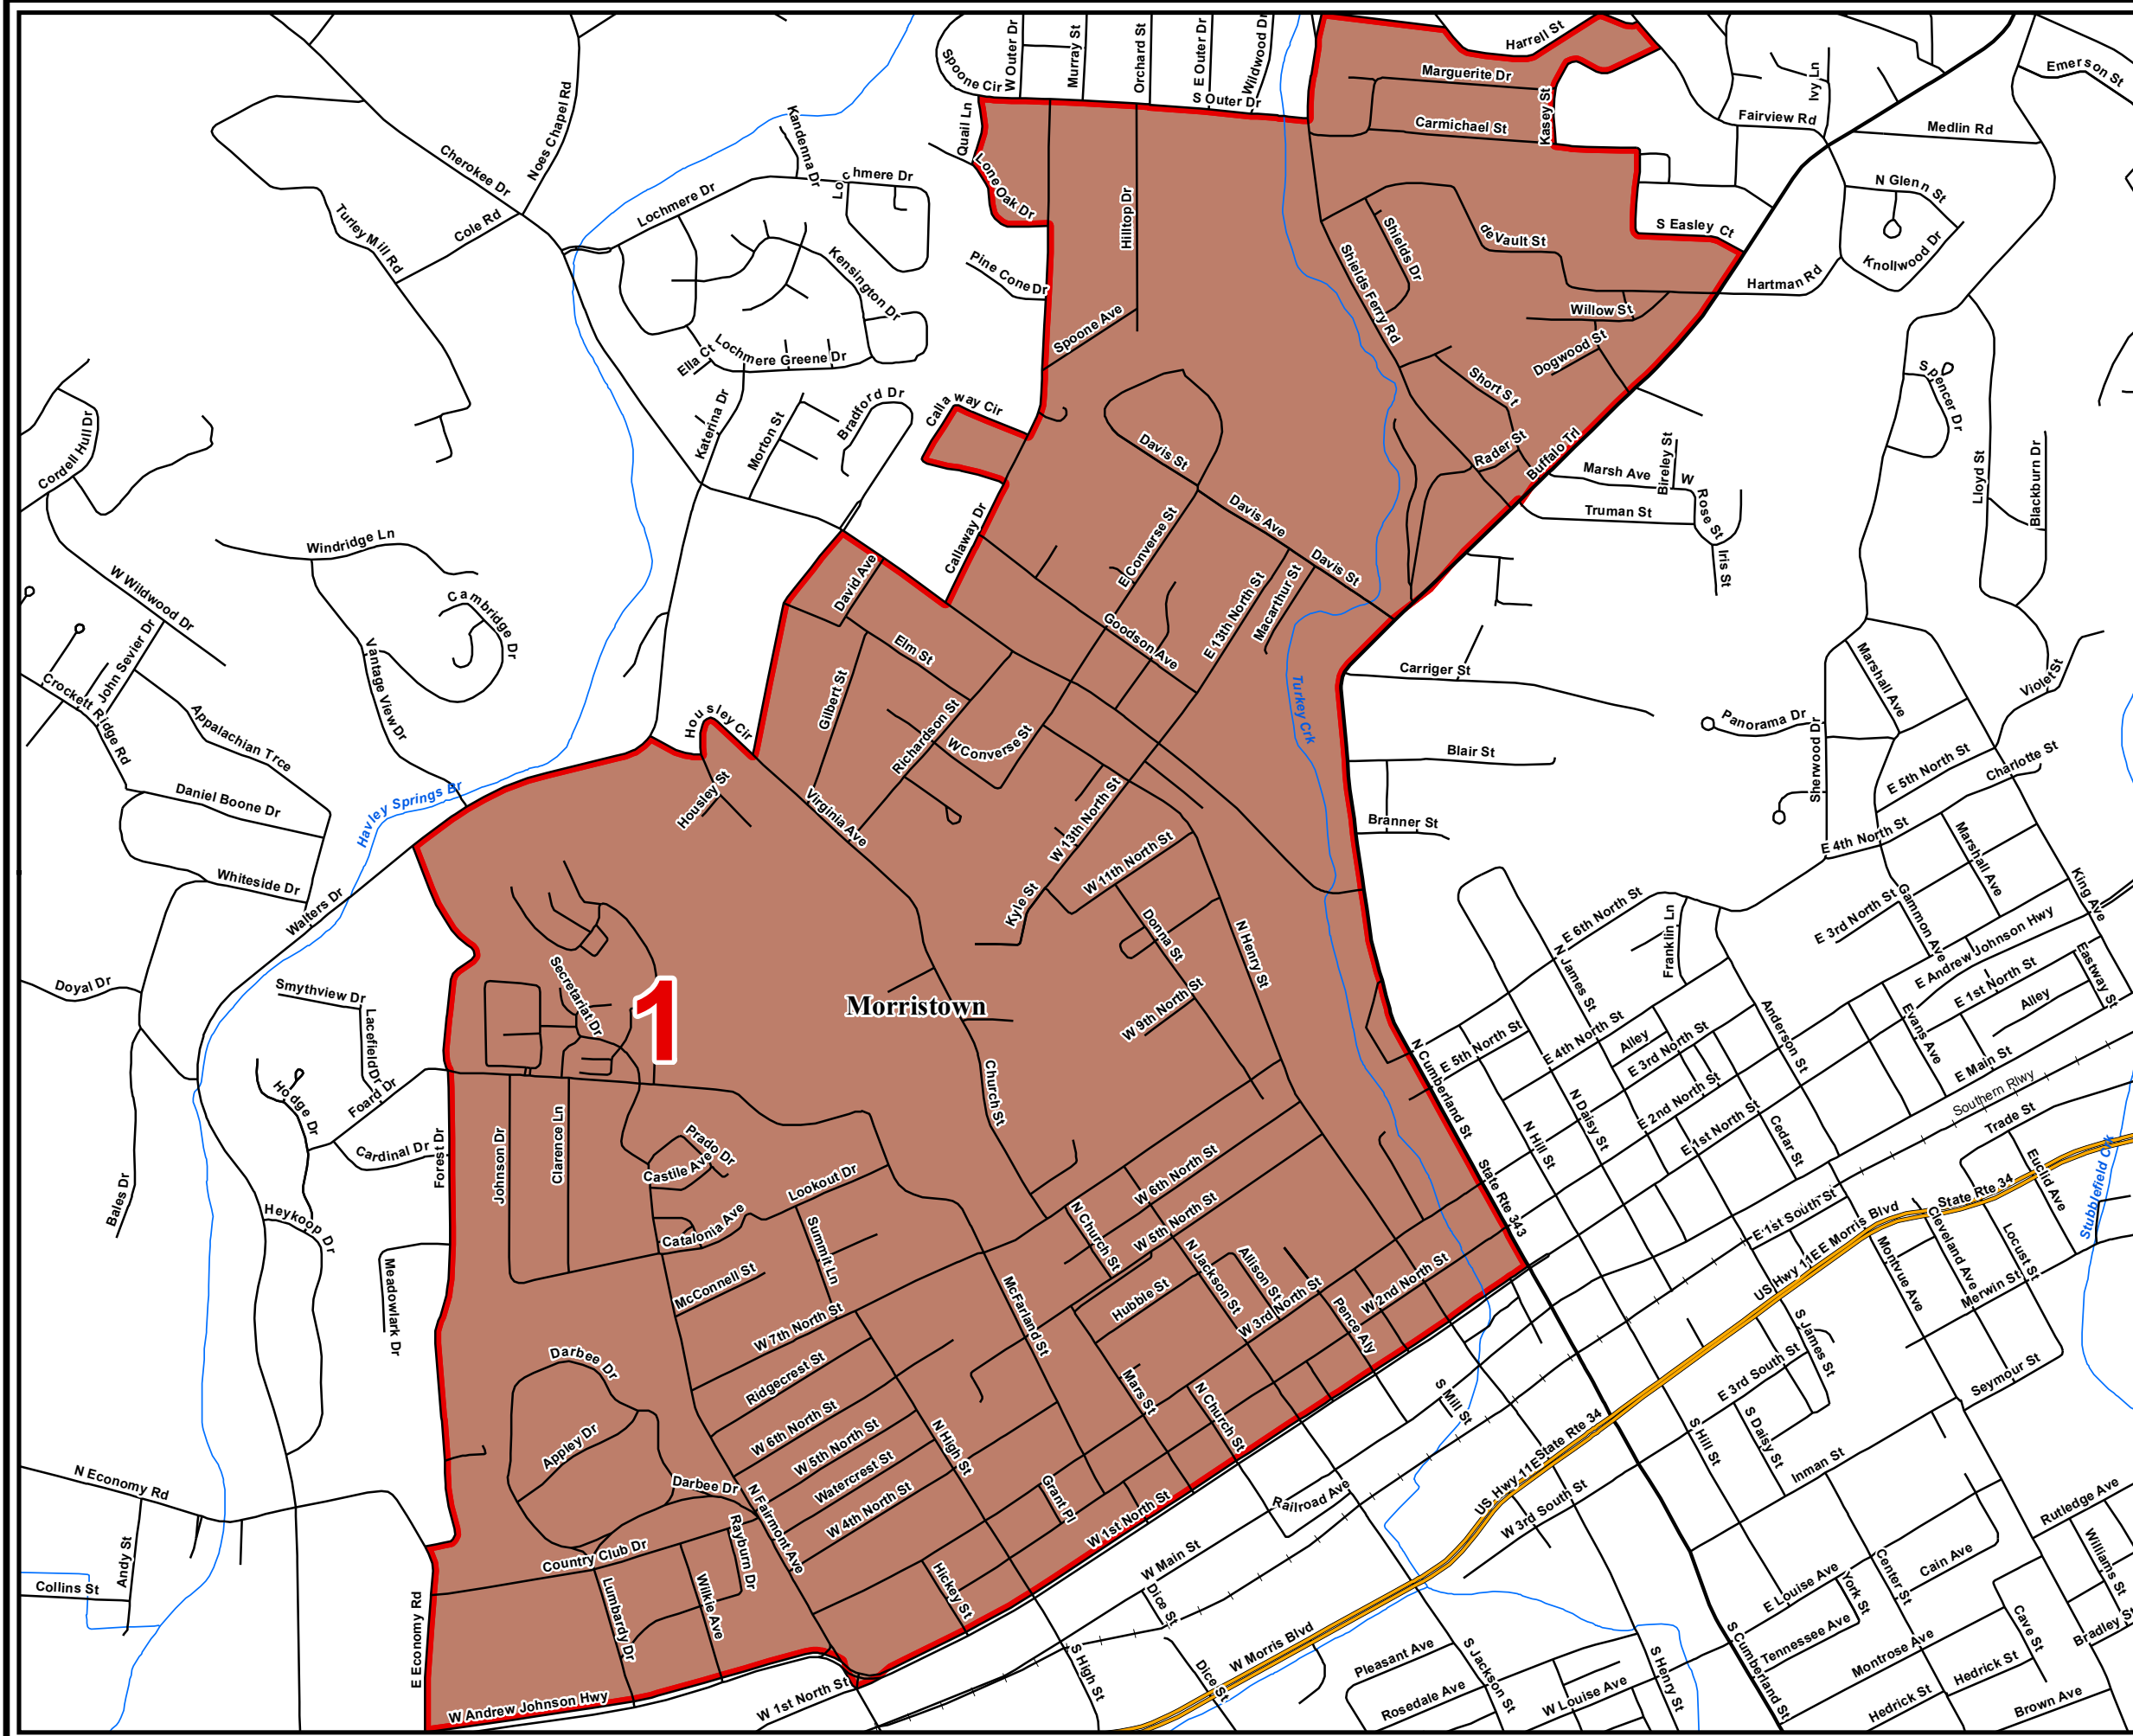 W Outer Dr
Murray St
Orchard St
E Outer Dr
Wildwood Dr
Harrell St
Spoone Cir
S Outer Dr
Marguerite Dr
Ivy Ln
Emerson St
Noes Chapel Rd
Kandenna Dr
Quail Ln
Carmichael St
Kasey St
Fairview Rd
Medlin Rd
Cherokee Dr
Lochmere Dr
Lochmere Dr
Lone Oak Dr
N Glenn St
Turley Mill Rd
Cole Rd
Hilltop Dr
Shields Dr
deVault St
S Easley Ct
Knollwood Dr
Kensington Dr
Pine Cone Dr
Shields Ferry Rd
Hartman Rd
Willow St
Spoone Ave
Ella Ct
Lochmere Greene Dr
Dogwood St
Short St
Spencer Dr
Katerina Dr
Morton St
Bradford Dr
Callaway Cir
Cordell Hull Dr
Davis St
Rader St
Buffalo Trl
Marsh Ave
Bireley St
W Rose St
Lloyd St
Blackburn Dr
Truman St
Windridge Ln
Callaway Dr
E Converse St
Davis Ave
Davis St
Iris St
W Wildwood Dr
Cambridge Dr
David Ave
E 13th North St
Macarthur St
John Sevier Dr
Vantage View Dr
Elm St
Goodson Ave
Carriger St
Marshall Ave
Violet St
Crockett Ridge Rd
Appalachian Trce
Housley Cir
Gilbert St
Richardson St
W Converse St
Turkey Crk
Blair St
Panorama Dr
Sherwood Dr
E 5th North St
Charlotte St
Daniel Boone Dr
Havley Springs Br
Housley St
Virginia Ave
W 13th North St
Branner St
E 4th North St
Marshall Ave
Whiteside Dr
Walters Dr
Kyle St
W 11th North St
Donna St
N Henry St
E 6th North St
Franklin Ln
E 3rd North St
Gammon Ave
King Ave
E Andrew Johnson Hwy
Eastway St
Doyal Dr
Smythview Dr
Secretariat Dr
1
Morristown
W 9th North St
N James St
E 1st North St
Alley
Lacefield Dr
Foard Dr
Hodge Dr
Church St
N Cumberland St
E 5th North St
E 4th North St
Alley
E 3rd North St
Anderson St
Evans Ave
E Main St
Southern Rlwy
Trade St
Cardinal Dr
Forest Dr
Johnson Dr
Clarence Ln
Prado Dr
Castile Ave
Lookout Dr
W 6th North St
N Hill St
N Daisy St
E 2nd North St
E 1st North St
Cedar St
Euclid Ave
Stubblefield Crk
Bales Dr
Heykoop Dr
Catalonia Ave
Summit Ln
N Church St
W 5th North St
State Rte 343
E 1st South St
State Rte 34
E Morris Blvd
US Hwy 11E
Meadowlark Dr
McConnell St
McFarland St
Hubble St
N Jackson St
Allison St
W 3rd North St
Pence Aly
W 2nd North St
Montvue Ave
Cleveland Ave
Locust St
Merwin St
W 7th North St
Ridgecrest St
Darbee Dr
Mars St
N Church St
S Mill St
S James St
E 3rd South St
Seymour St
Appley Dr
W 6th North St
W 5th North St
Watercrest St
W 4th North St
N High St
State Rte 34
US Hwy 11E
S Hill St
S Daisy St
Inman St
N Economy Rd
Darbee Dr
N Fairmont Ave
Grant Pl
W 1st North St
Railroad Ave
W 3rd South St
Rutledge Ave
Andy St
Collins St
Country Club Dr
Rayburn Dr
Lumbardy Dr
Wilkie Ave
Hickey St
W Main St
Dice St
E Louise Ave
York St
Center St
Cain Ave
Williams St
E Economy Rd
W Andrew Johnson Hwy
W 1st North St
S High St
Dice St
W Morris Blvd
Pleasant Ave
Rosedale Ave
S Jackson St
W Louise Ave
S Henry St
S Cumberland St
Tennessee Ave
Montrose Ave
Cave St
Hedrick St
Hedrick St
Bradley St
Brown Ave